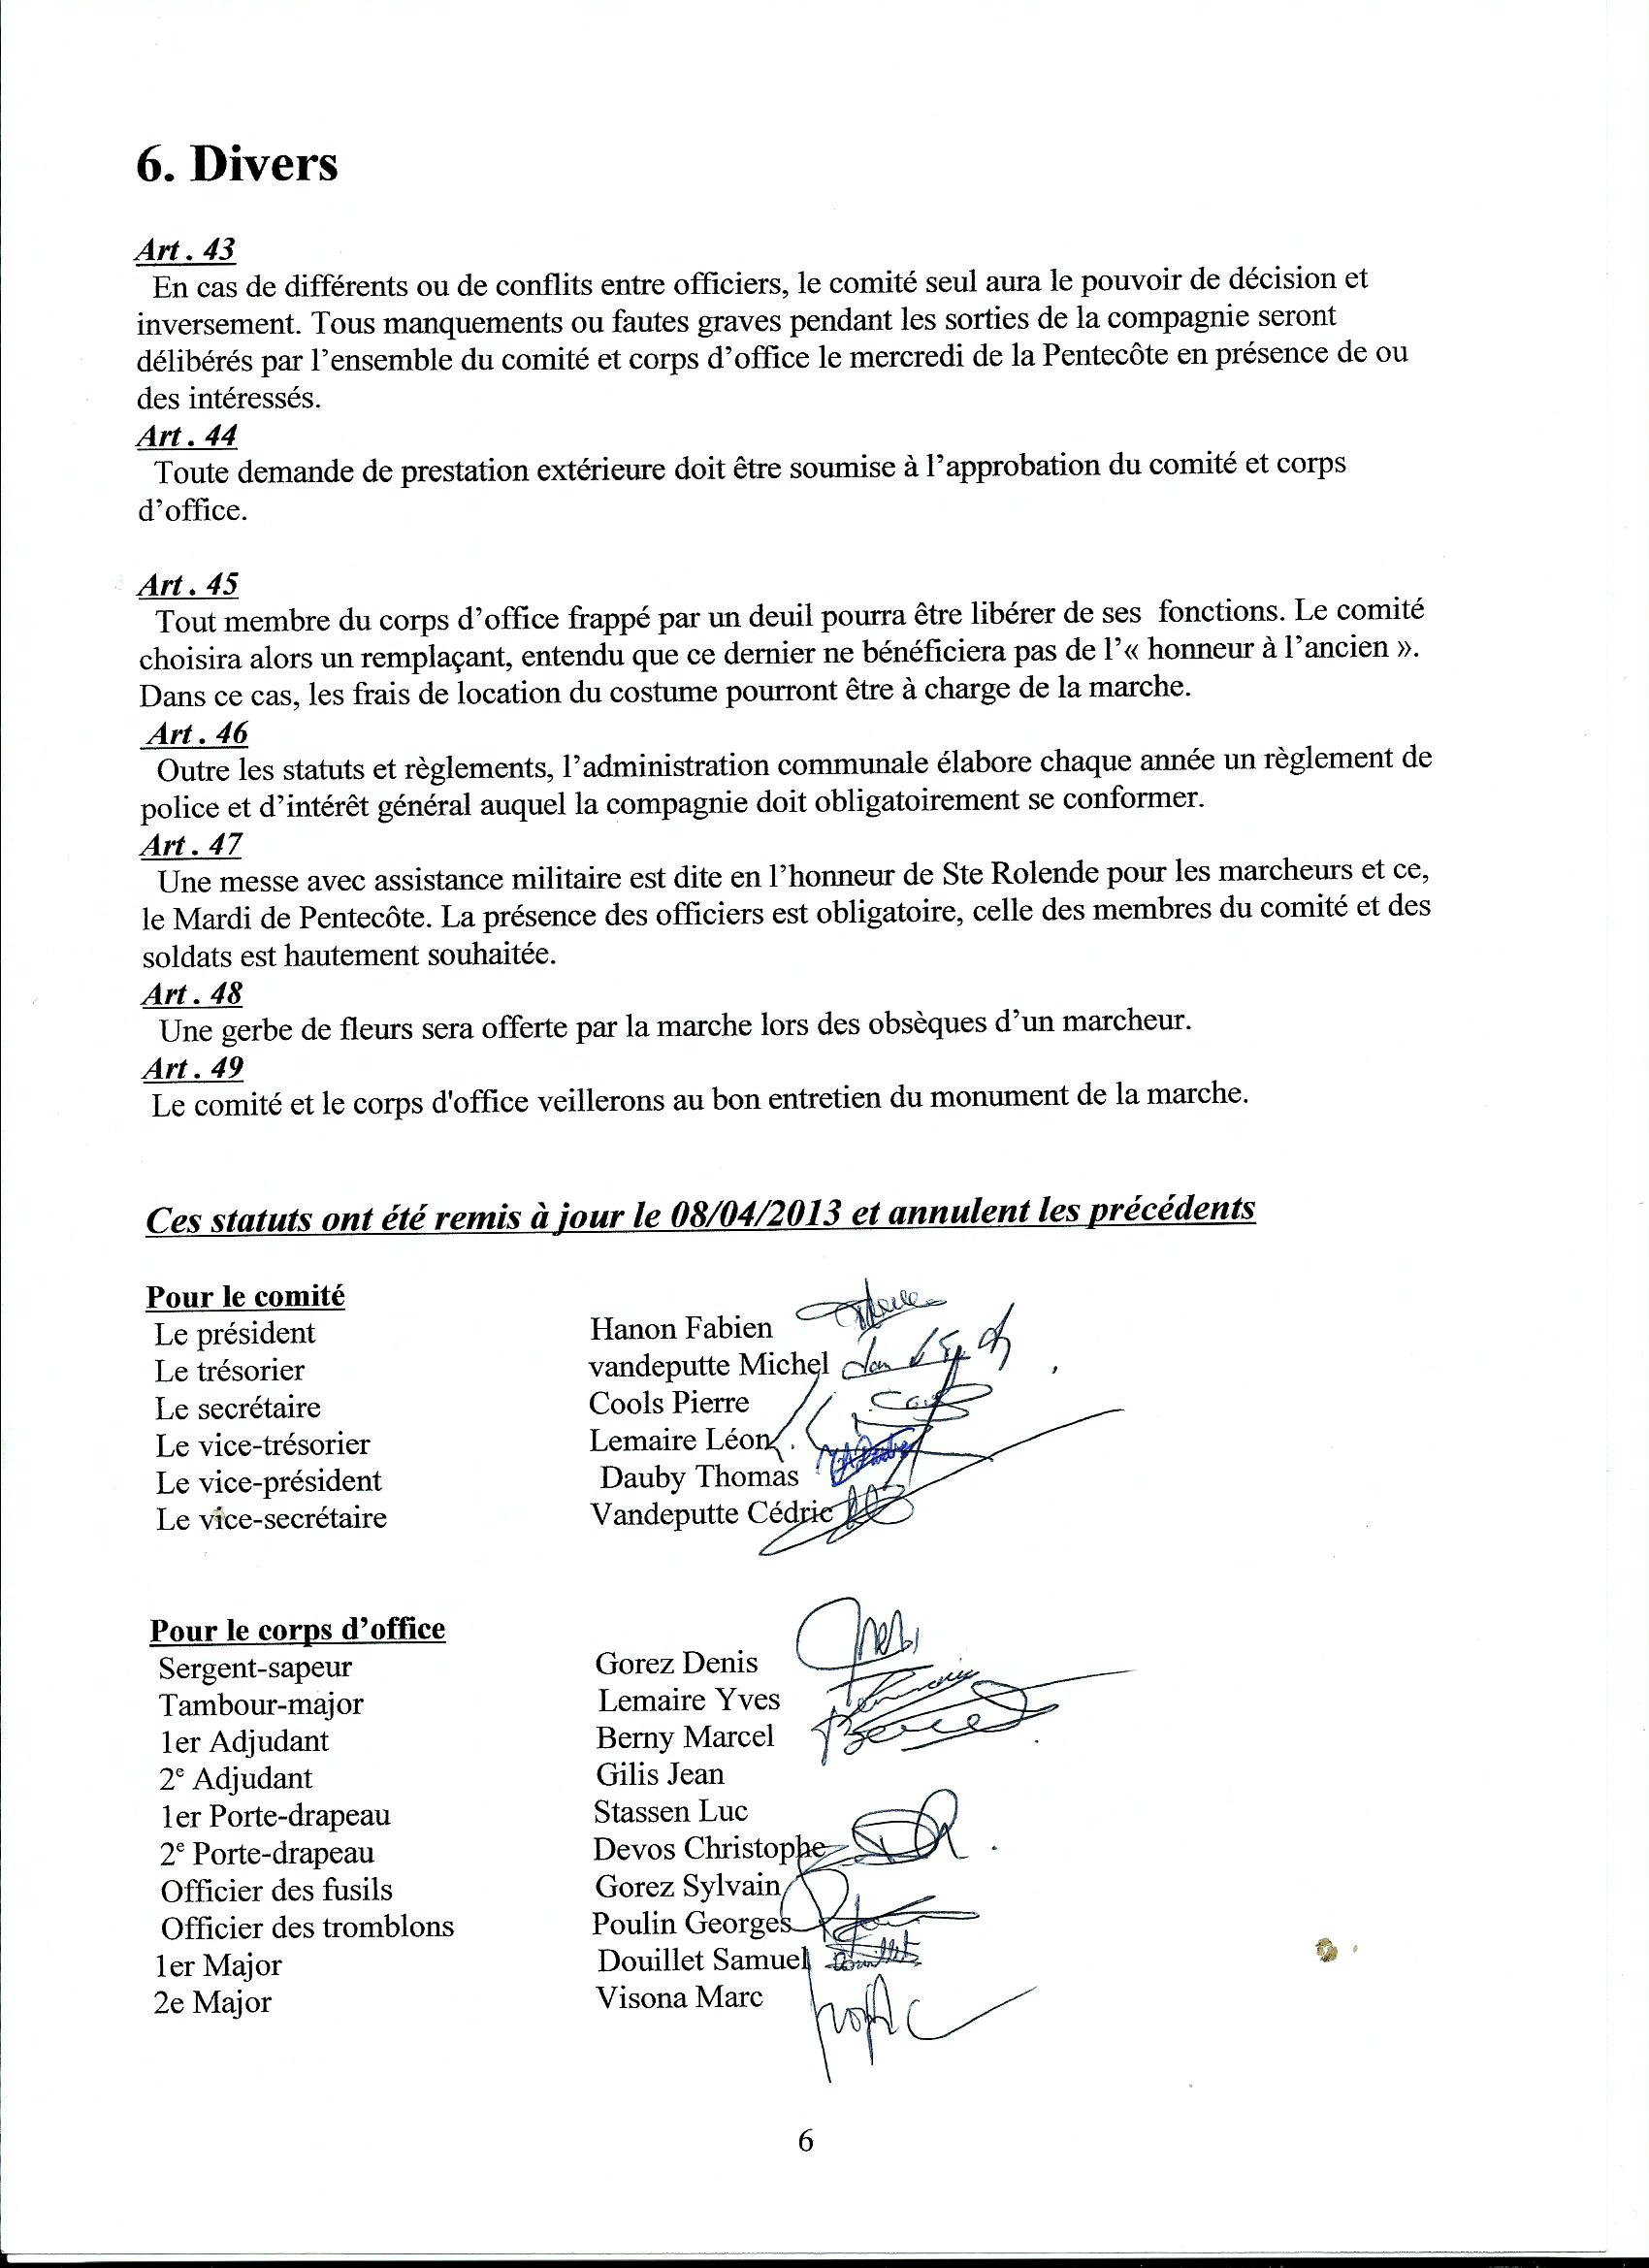 6. Divers
Art . 43
En cas de différents ou de conflits entre officiers, le comité seul aura le pouvoir de décision et
inversement. Tous manquements ou fautes graves pendant les sorties de la compagnie seront
délibérés par l’ensemble du comité et corps d’office le mercredi de la Pentecôte en présence de ou
des intéressés.
Art . 44
Toute demande de prestation extérieure doit être soumise à l’approbation du comité et corps
d’office.
Art . 45
Tout membre du corps d’office frappé par un deuil pourra être libérer de ses fonctions. Le comité
choisira alors un remplaçant, entendu que ce dernier ne bénéficiera pas de l’« honneur à l’ancien ».
Dans ce cas, les frais de location du costume pourront être à charge de la marche.
Art . 46
Outre les statuts et règlements, l’administration communale élabore chaque année un règlement de
police et d’intérêt général auquel la compagnie doit obligatoirement se conformer.
Art . 47
Une messe avec assistance militaire est dite en l’honneur de Ste Rolende pour les marcheurs et ce,
le Mardi de Pentecôte. La présence des officiers est obligatoire, celle des membres du comité et des
soldats est hautement souhaitée.
Art . 48
Une gerbe de fleurs sera offerte par la marche lors des obsèques d’un marcheur.
Art . 49
Le comité et le corps d'office veillerons au bon entretien du monument de la marche.
Ces statuts ont été remis à jour le 08/04/2013 et annulent les précédents
Pour le comité
Le président Hanon Fabien
Le trésorier vandeputte Michel
Le secrétaire Cools Pierre
Le vice-trésorier Lemaire Léon
Le vice-président Dauby Thomas
Le vice-secrétaire Vandeputte Cédric
Pour le corps d’office
Sergent-sapeur Gorez Denis
Tambour-major Lemaire Yves
1er Adjudant Berny Marcel
2e Adjudant Gilis Jean
1er Porte-drapeau Stassen Luc
2e Porte-drapeau Devos Christophe
Officier des fusils Gorez Sylvain
Officier des tromblons Poulin Georges
1er Major Douillet Samuel
2e Major Visona Marc
6